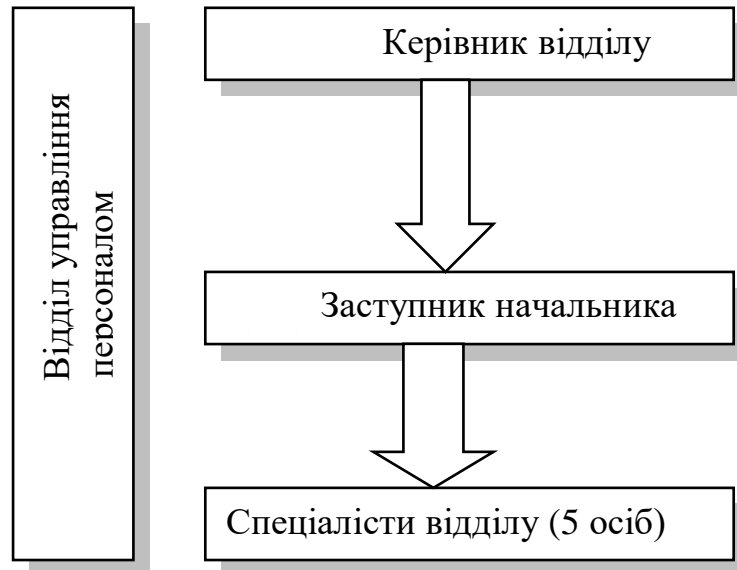 Відділ управління
персоналом
Керівник відділу
Заступник начальника
Спеціалісти відділу (5 осіб)